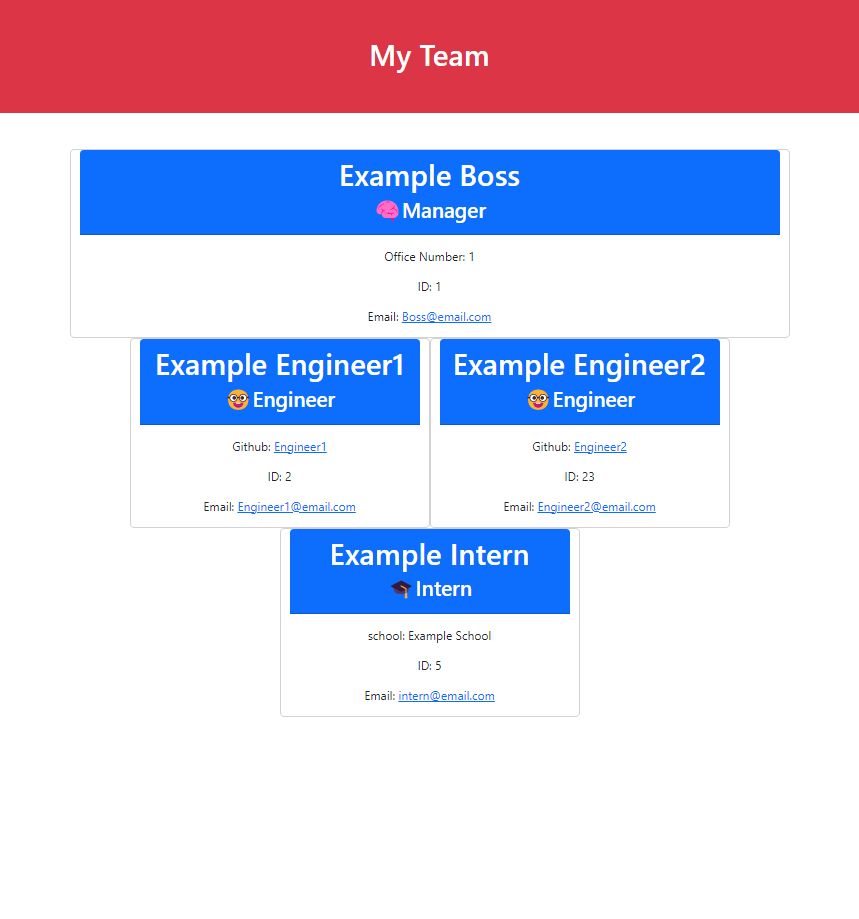 My Team
Example Boss
Manager
Office Number: 1
ID: 1
Email: Boss@email.com
Example Engineer1
Engineer
Github: Engineer1
ID: 2
Email: Engineer1@email.com
Example Engineer2
Engineer
Github: Engineer2
ID: 23
Email: Engineer2@email.com
Example Intern
Intern
school: Example School
ID: 5
Email: intern@email.com